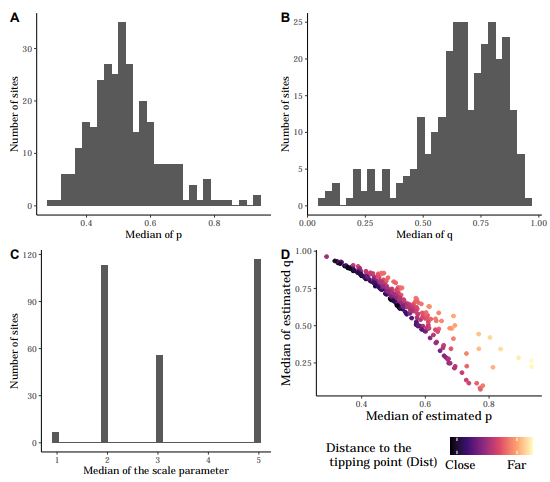 A
Number of sites
30
20
10
0
0.4 0.6 0.8
Median of p
B
Number of sites
25
20
15
10
5
0
0.00 0.25 0.50 0.75 1.00
Median of q
C
Number of sites
120
90
60
30
0
1 2 3 4 5
Median of the scale parameter
D
Median of estimated q
1.00
0.75
0.50
0.25
0.4 0.6 0.8
Median of estimated p
Distance to the
tipping point (Dist)
Close Far